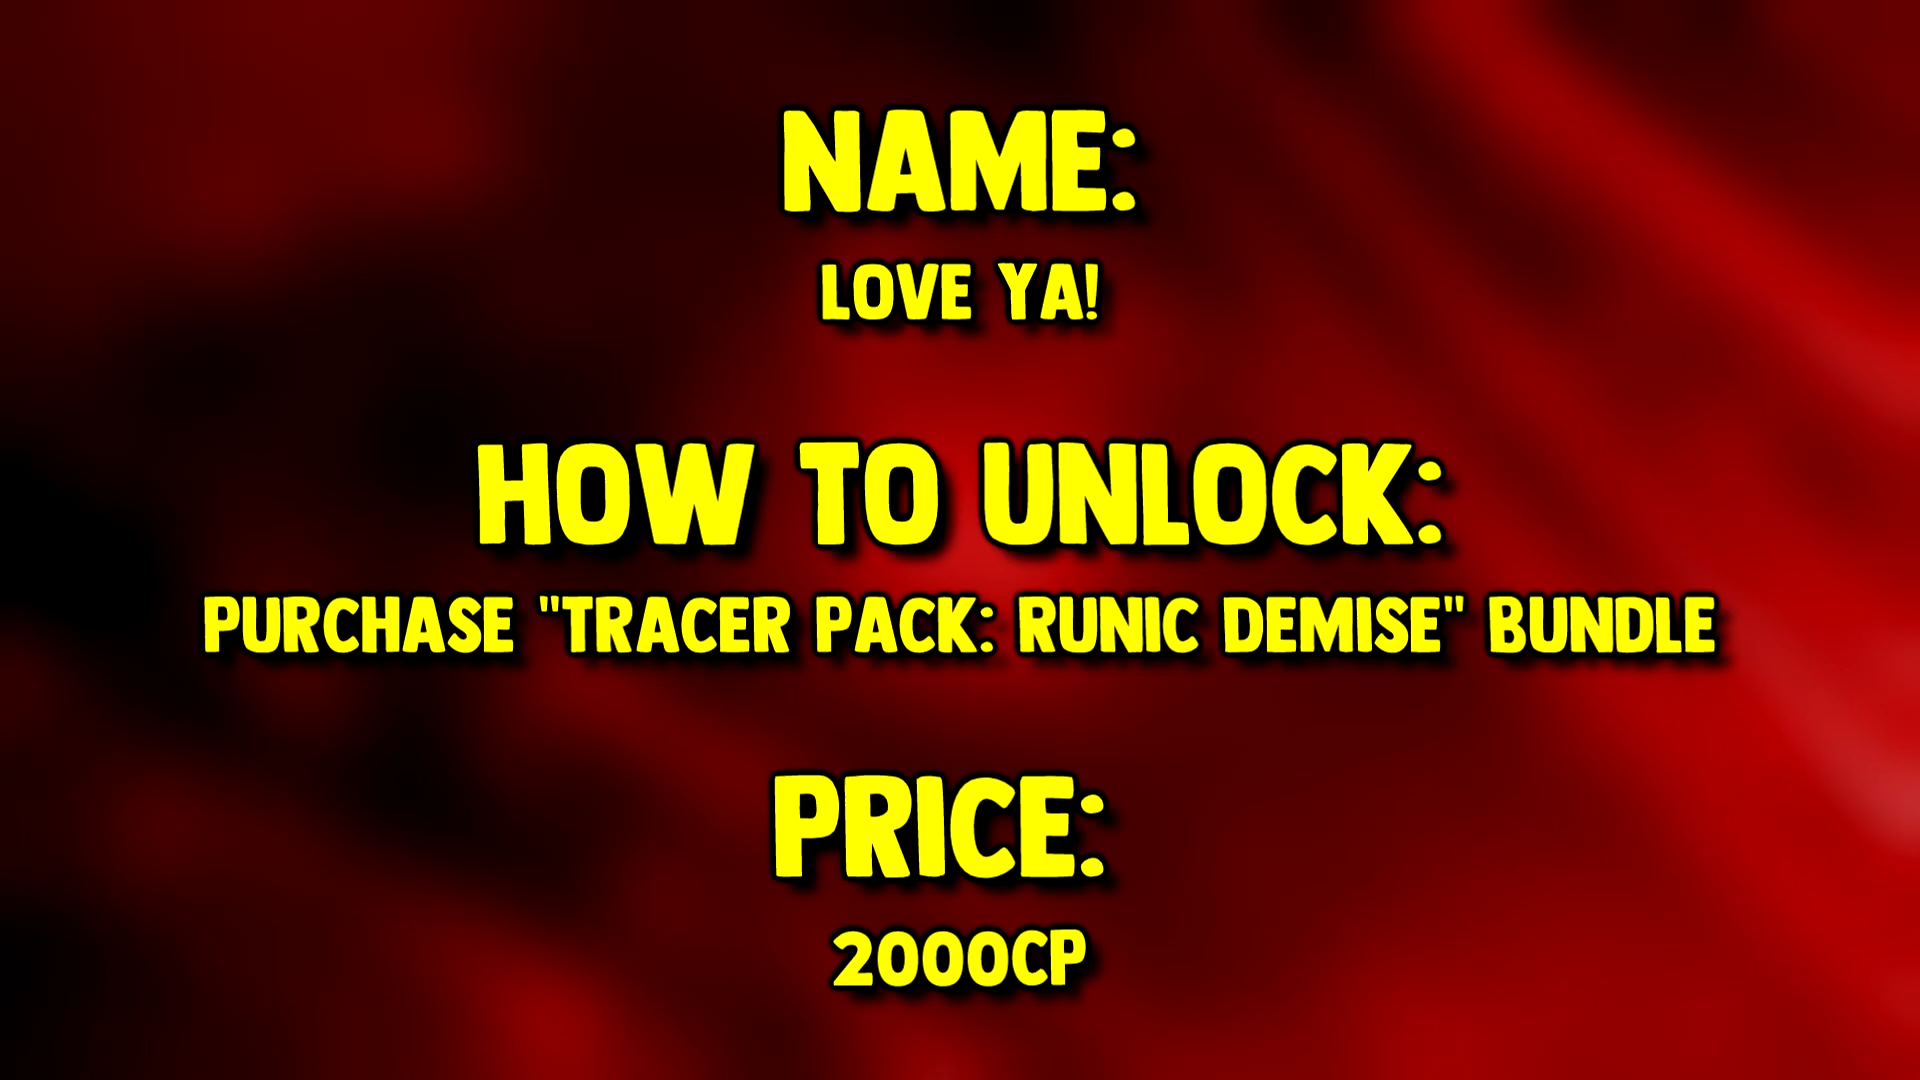 NAME:
LOVE YA!
HOW TO UNLOCK:
PURCHASE "TRACER PACK: RUNIC DEMISE" BUNDLE
PRICE:
2000CP